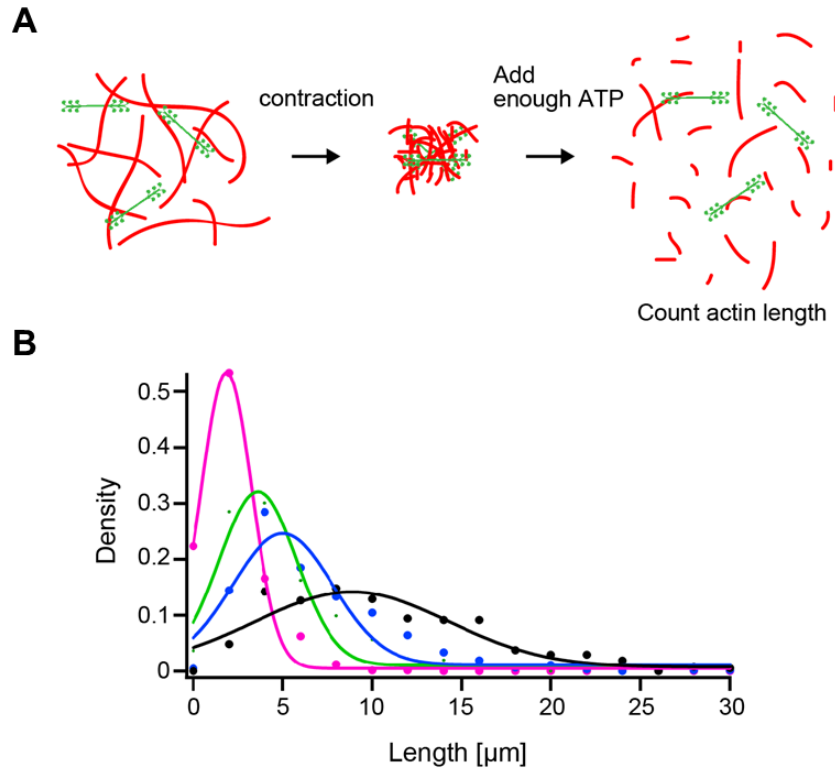 A
contraction
Add
enough ATP
Count actin length
B
0.5
0.4
0.3
0.2
0.1
0
Density
0 5 10 15 20 25 30
Length [µm]